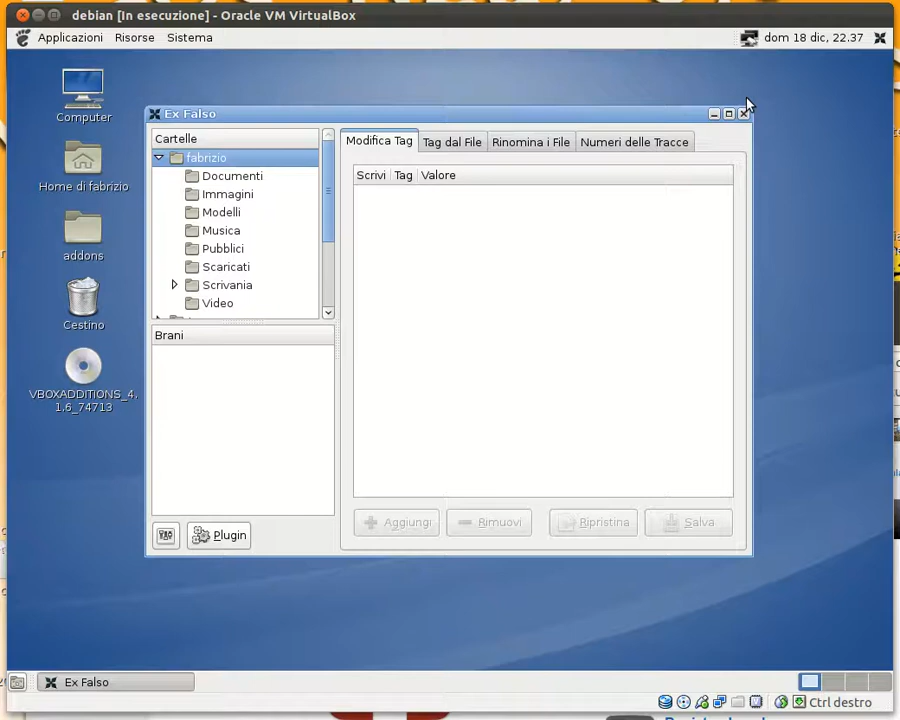 debian [In esecuzione] - Oracle VM VirtualBox
Applicazioni Risorse Sistema dom 18 dic, 22.37
Computer
Home di fabrizio
addons
Cestino
VBOXADDITIONS_4.
1.6_74713
Ex Falso
Cartelle
fabrizio
Documenti
Immagini
Modelli
Musica
Pubblici
Scaricati
Scrivania
Video
Brani
Plugin
Modifica Tag Tag dal File Rinomina i File Numeri delle Tracce
Scrivi Tag Valore
Aggiungi Rimuovi Ripristina Salva
Ex Falso
Ctrl destro